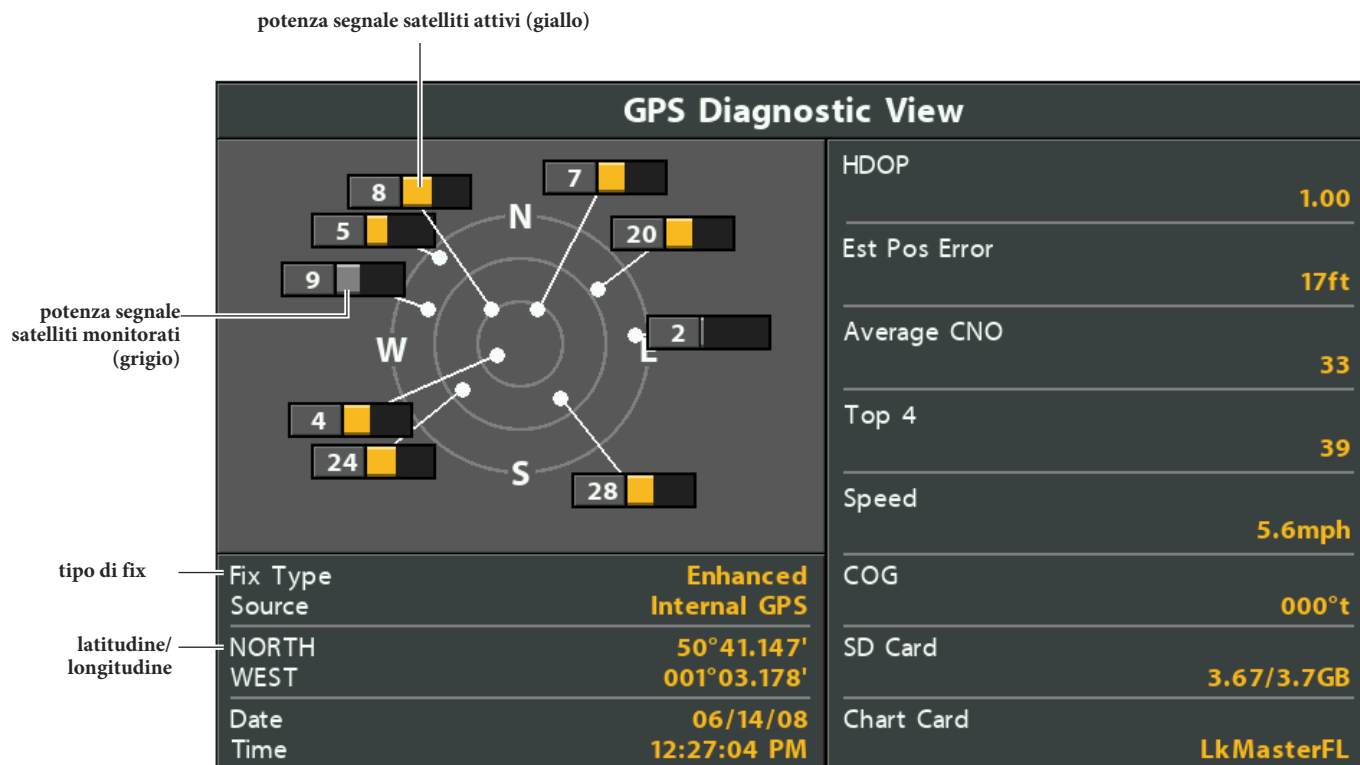 potenza segnale satelliti attivi (giallo)
GPS Diagnostic View
8
7
5
20
9
N
2
W
E
4
24
S
28
potenza segnale
satelliti monitorati
(grigio)
HDOP
1.00
Est Pos Error
17ft
Average CNO
33
Top 4
39
Speed
5.6mph
COG
000°t
SD Card
3.67/3.7GB
Chart Card
LkMasterFL
tipo di fix
Fix Type Enhanced
Source Internal GPS
latitudine/
longitudine
NORTH 50°41.147'
WEST 001°03.178'
Date 06/14/08
Time 12:27:04 PM